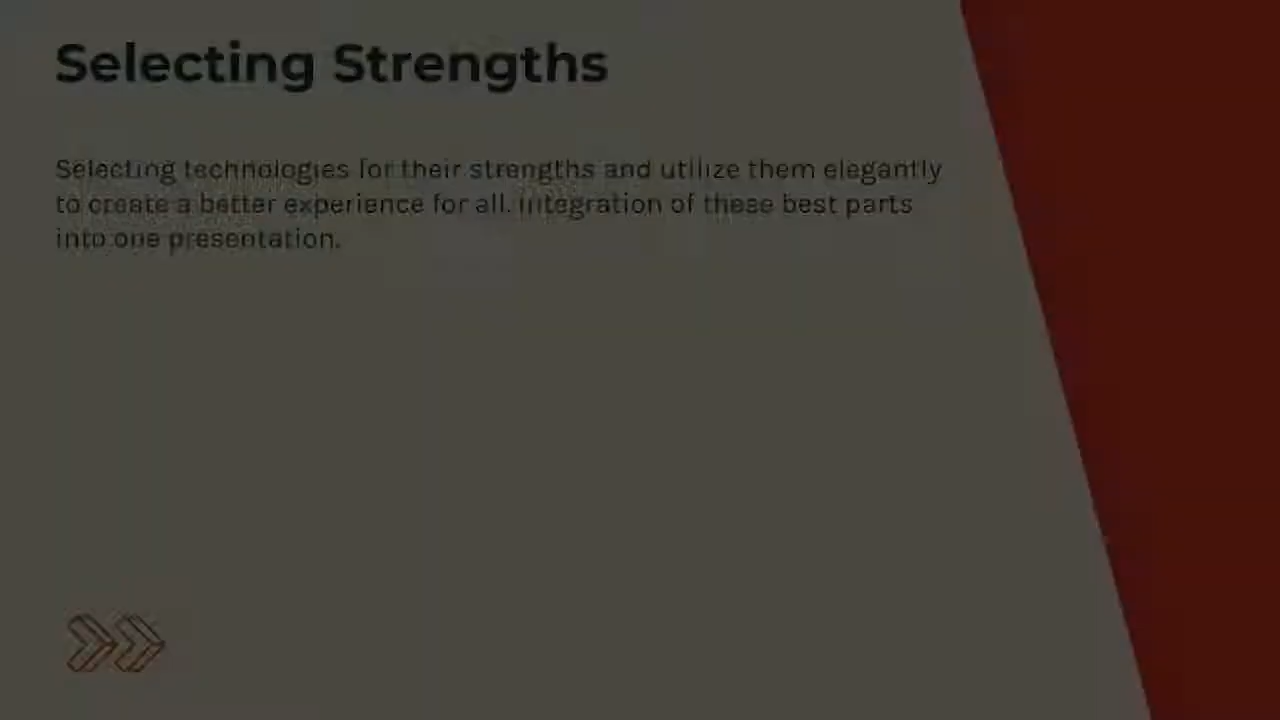 Selecting Strengths
Selecting technologies for their strengths and utilize them elegantly
to create a better experience for all. Integration of these best parts
into one presentation.